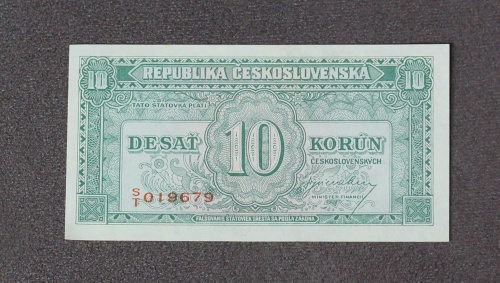 10 REPUBLIKA ČESKOSLOVENSKÁ 10
TÁTO ŠTÁTOVKA PLATÍ
DESAŤ 10 KORÚN
ČESKOSLOVENSKÝCH
S/I 019679
MINISTER FINANCIÍ
FALŠOVANIE ŠTÁTOVIEK TRESTÁ SA PODĽA ZÁKONA